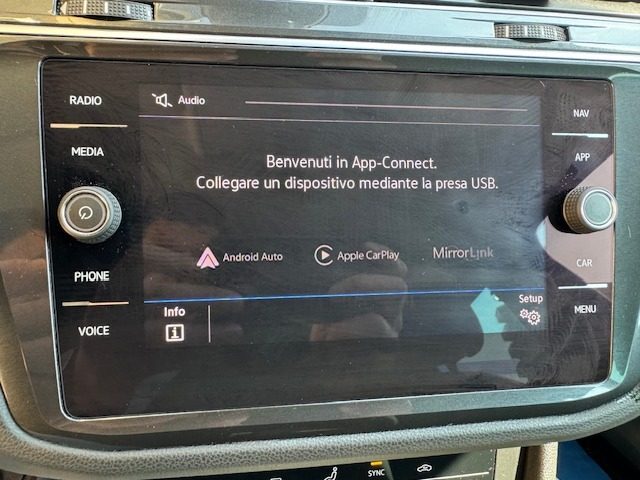 RADIO
MEDIA
PHONE
VOICE
Audio
Benvenuti in App-Connect.
Collegare un dispositivo mediante la presa USB.
Android Auto
Apple CarPlay
MirrorLink
Info
i
Setup
NAV
APP
CAR
MENU
SYNC